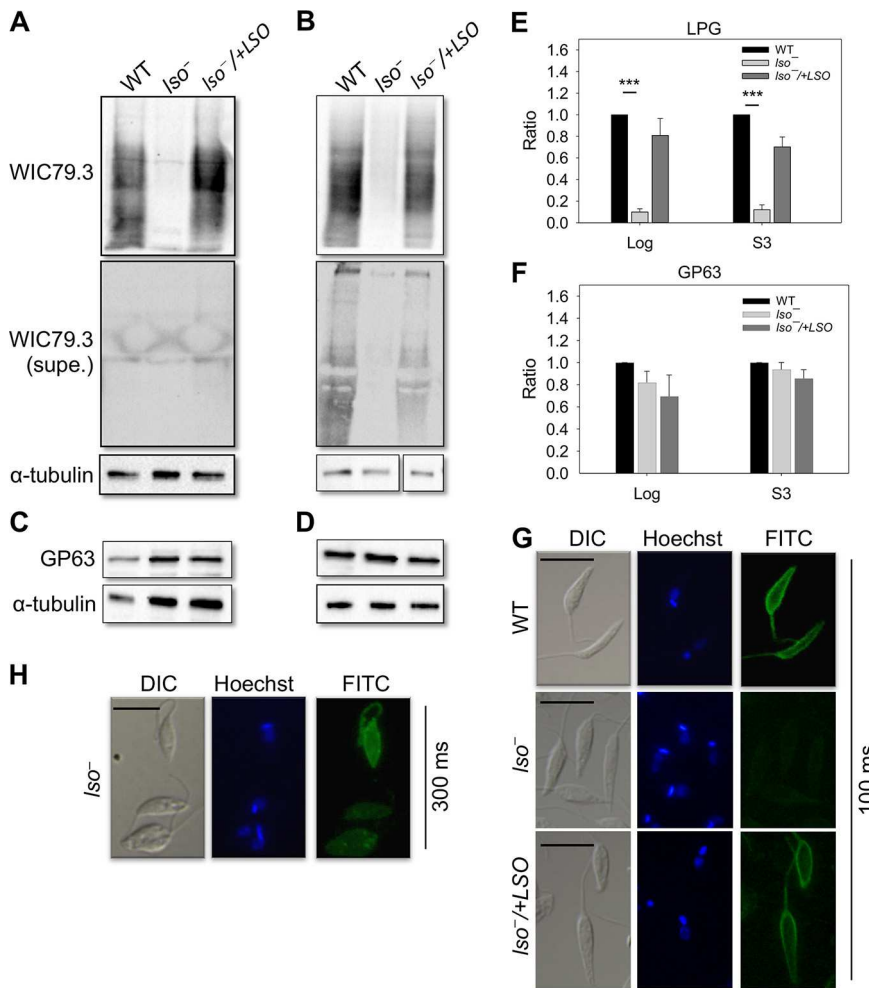 A
WT
lso⁻
lso⁻/+LSO
WIC79.3
WIC79.3
(supe.)
α-tubulin
B
WT
lso⁻
lso⁻/+LSO
C
GP63
α-tubulin
D
E
LPG
1.6
1.4
1.2
1.0
0.8
0.6
0.4
0.2
0.0
Ratio
WT
lso⁻
lso⁻/+LSO
***
***
Log
S3
F
GP63
1.6
1.4
1.2
1.0
0.8
0.6
0.4
0.2
0.0
Ratio
WT
lso⁻
lso⁻/+LSO
Log
S3
G
DIC
Hoechst
FITC
WT
lso⁻
lso⁻/+LSO
100 ms
H
DIC
Hoechst
FITC
lso⁻
300 ms